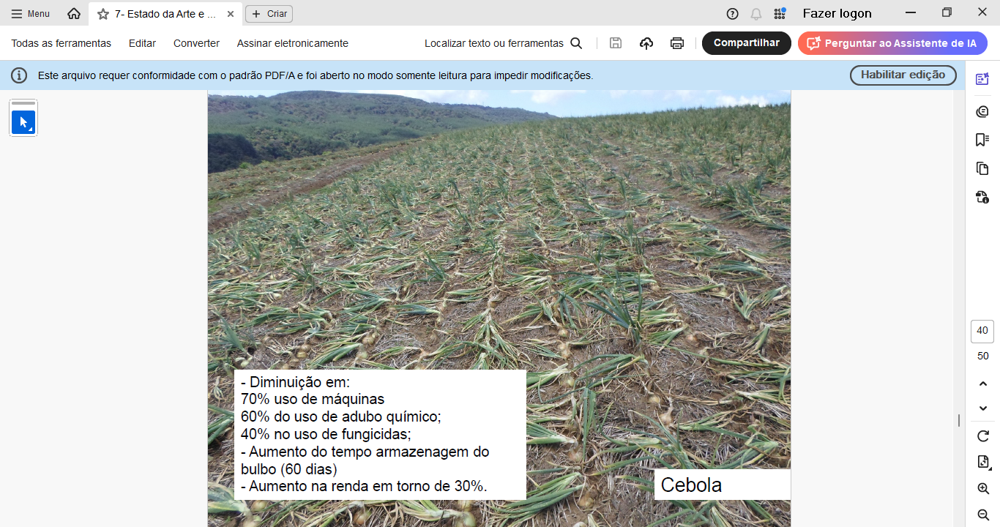 Menu
7- Estado da Arte e ...
Criar
Fazer logon
Todas as ferramentas
Editar
Converter
Assinar eletronicamente
Localizar texto ou ferramentas
Compartilhar
Perguntar ao Assistente de IA
Este arquivo requer conformidade com o padrão PDF/A e foi aberto no modo somente leitura para impedir modificações.
Habilitar edição
40
50
- Diminuição em:
70% uso de máquinas
60% do uso de adubo químico;
40% no uso de fungicidas;
- Aumento do tempo armazenagem do
bulbo (60 dias)
- Aumento na renda em torno de 30%.
Cebola